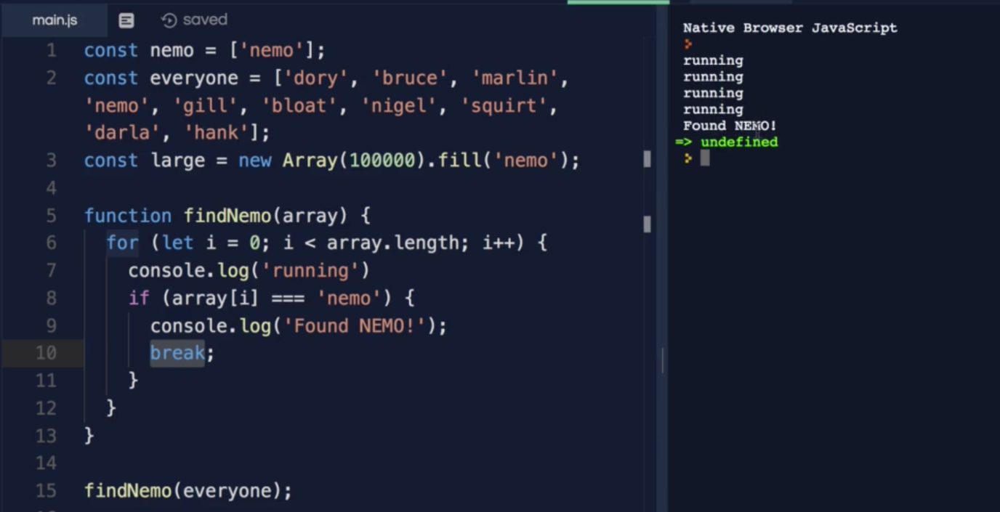 main.js saved
1 const nemo = ['nemo'];
2 const everyone = ['dory', 'bruce', 'marlin',
'nemo', 'gill', 'bloat', 'nigel', 'squirt',
'darla', 'hank'];
3 const large = new Array(100000).fill('nemo');
4
5 function findNemo(array) {
6 for (let i = 0; i < array.length; i++) {
7 console.log('running')
8 if (array[i] === 'nemo') {
9 console.log('Found NEMO!');
10 break;
11 }
12 }
13 }
14
15 findNemo(everyone);
Native Browser JavaScript
running
running
running
running
Found NEMO!
=> undefined